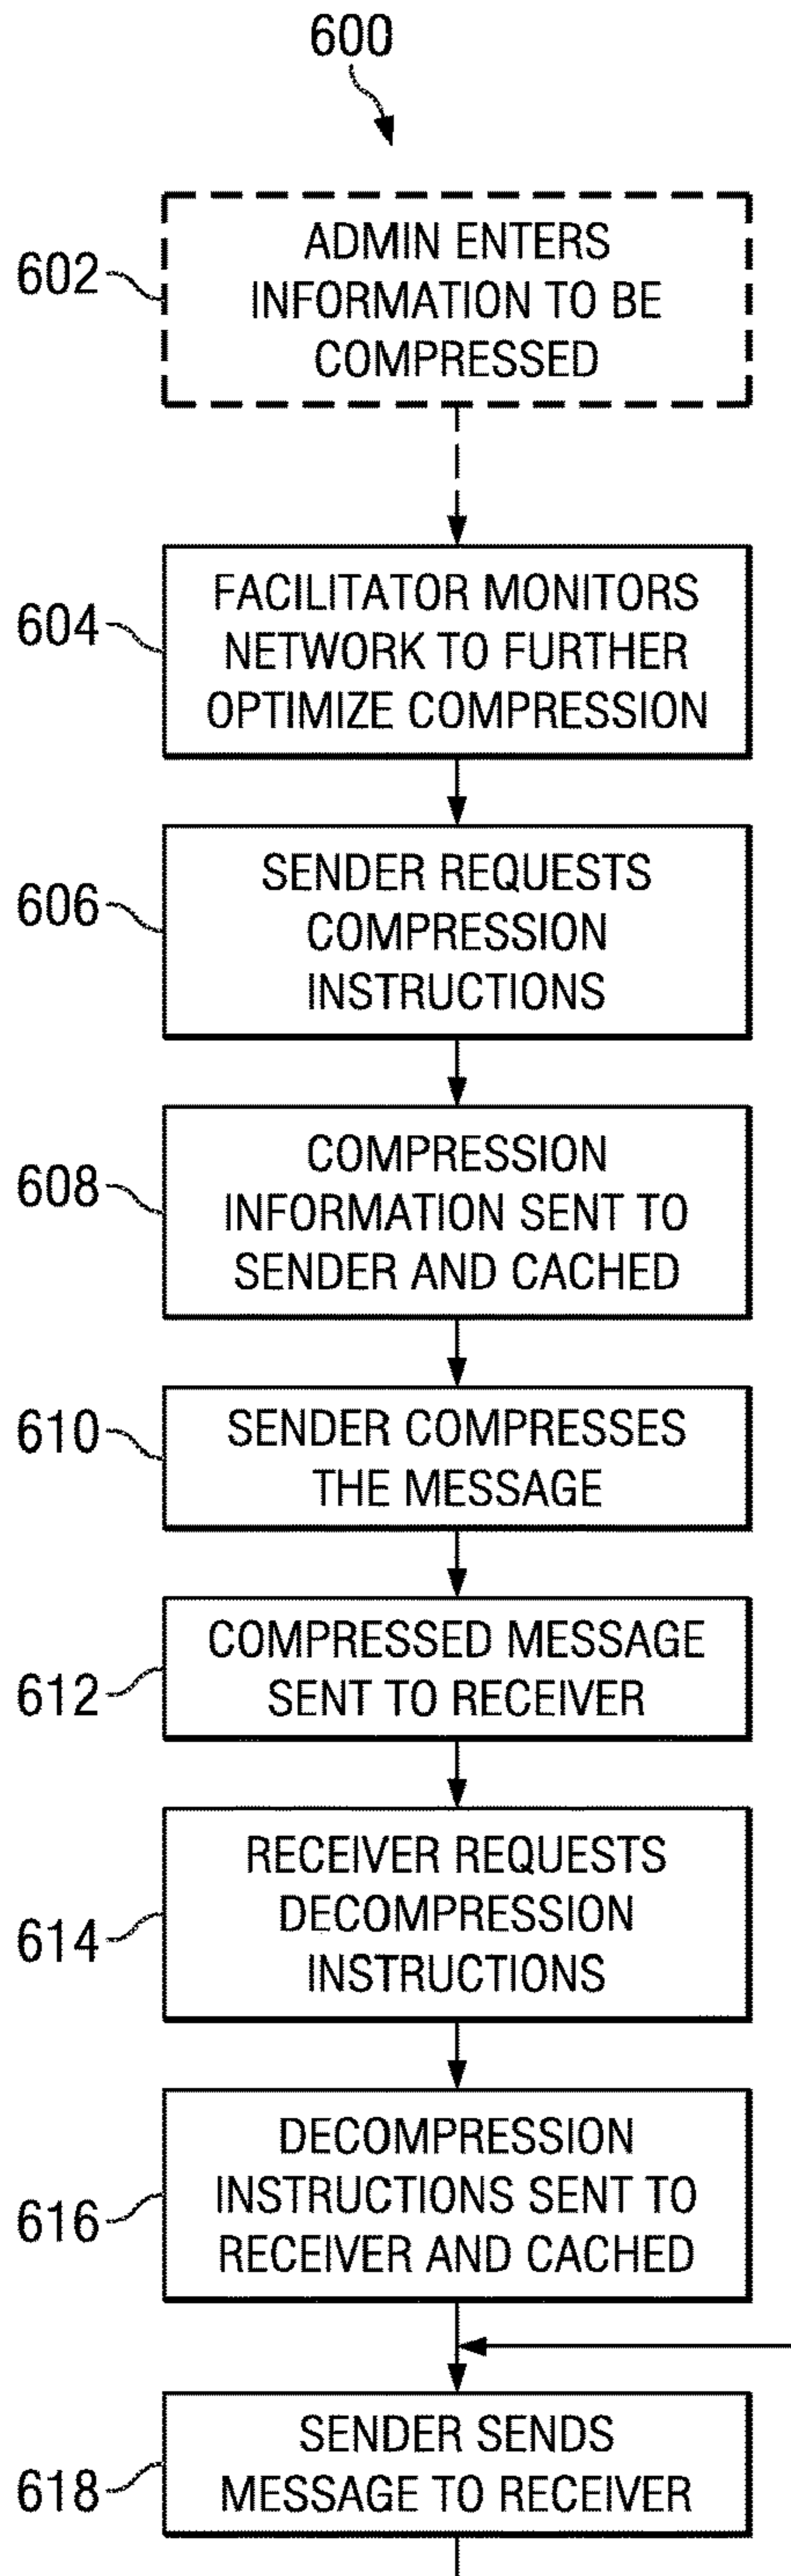 600
602
ADMIN ENTERS
INFORMATION TO BE
COMPRESSED
604
FACILITATOR MONITORS
NETWORK TO FURTHER
OPTIMIZE COMPRESSION
606
SENDER REQUESTS
COMPRESSION
INSTRUCTIONS
608
COMPRESSION
INFORMATION SENT TO
SENDER AND CACHED
610
SENDER COMPRESSES
THE MESSAGE
612
COMPRESSED MESSAGE
SENT TO RECEIVER
614
RECEIVER REQUESTS
DECOMPRESSION
INSTRUCTIONS
616
DECOMPRESSION
INSTRUCTIONS SENT TO
RECEIVER AND CACHED
618
SENDER SENDS
MESSAGE TO RECEIVER